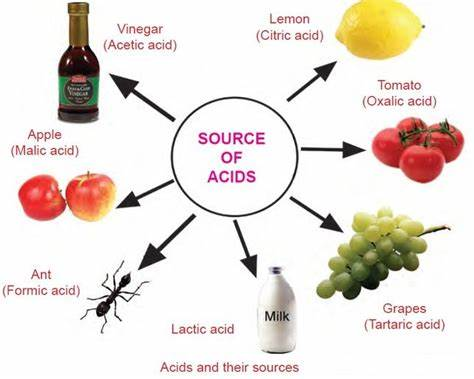 Vinegar
(Acetic acid)
Lemon
(Citric acid)
Tomato
(Oxalic acid)
Apple
(Malic acid)
SOURCE
OF
ACIDS
Ant
(Formic acid)
Grapes
(Tartaric acid)
Milk
Lactic acid
Acids and their sources